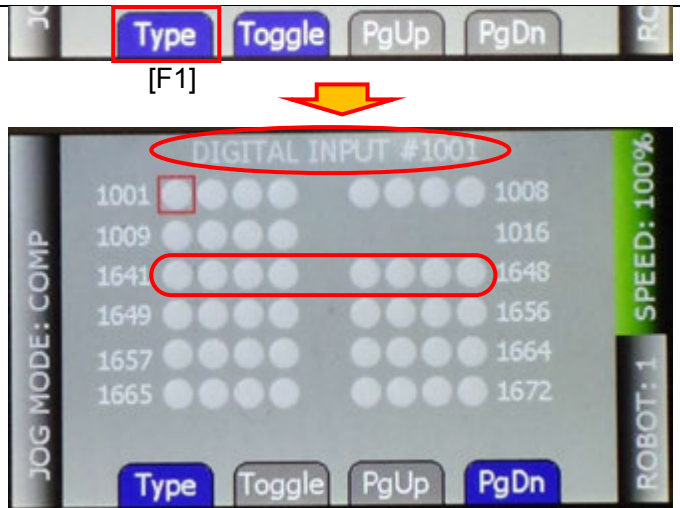 JO
RO
Type Toggle PgUp PgDn
[F1]
DIGITAL INPUT #1001
1001 1008
1009 1016
1641 1648
1649 1656
1657 1664
1665 1672
JOG MODE: COMP
SPEED: 100%
ROBOT: 1
Type Toggle PgUp PgDn